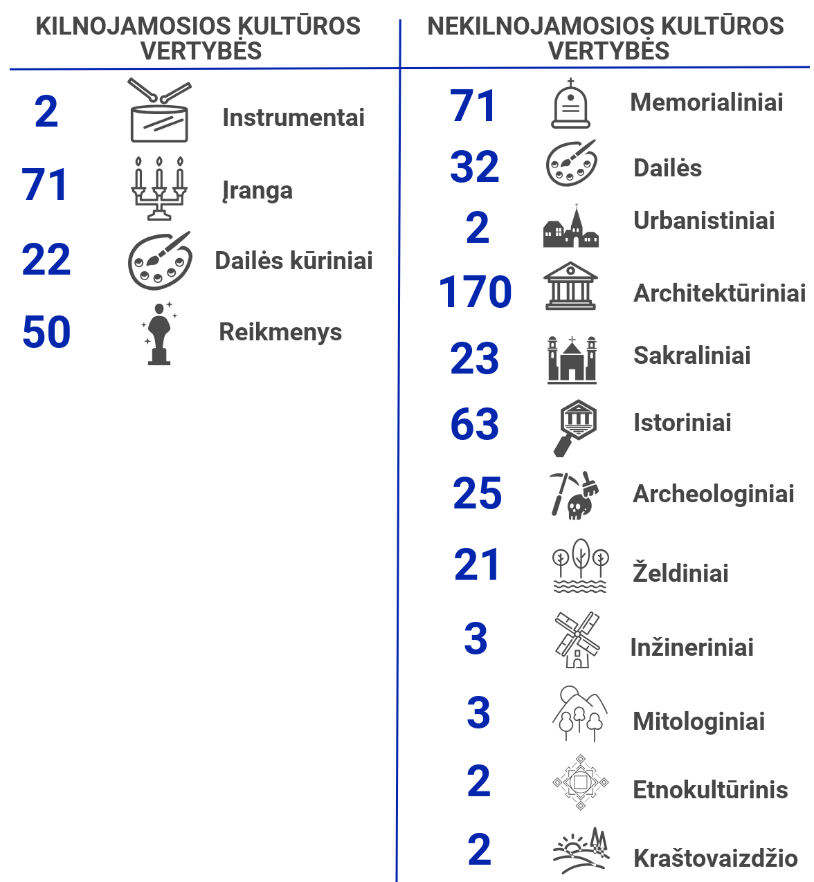 KILNOJAMOSIOS KULTŪROS
VERTYBĖS
2 Instrumentai
71 Įranga
22 Dailės kūriniai
50 Reikmenys
NEKILNOJAMOSIOS KULTŪROS
VERTYBĖS
71 Memorialiniai
32 Dailės
2 Urbanistiniai
170 Architektūriniai
23 Sakraliniai
63 Istoriniai
25 Archeologiniai
21 Želdiniai
3 Inžineriniai
3 Mitologiniai
2 Etnokultūrinis
2 Kraštovaizdžio